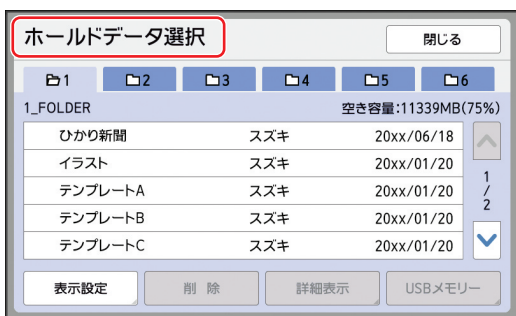 ホールドデータ選択 閉じる
1 2 3 4 5 6
1_FOLDER 空き容量:11339MB(75%)
ひかり新聞 スズキ 20xx/06/18
イラスト スズキ 20xx/01/20
テンプレートA スズキ 20xx/01/20
テンプレートB スズキ 20xx/01/20
テンプレートC スズキ 20xx/01/20
1/2
表示設定 削 除 詳細表示 USBメモリー